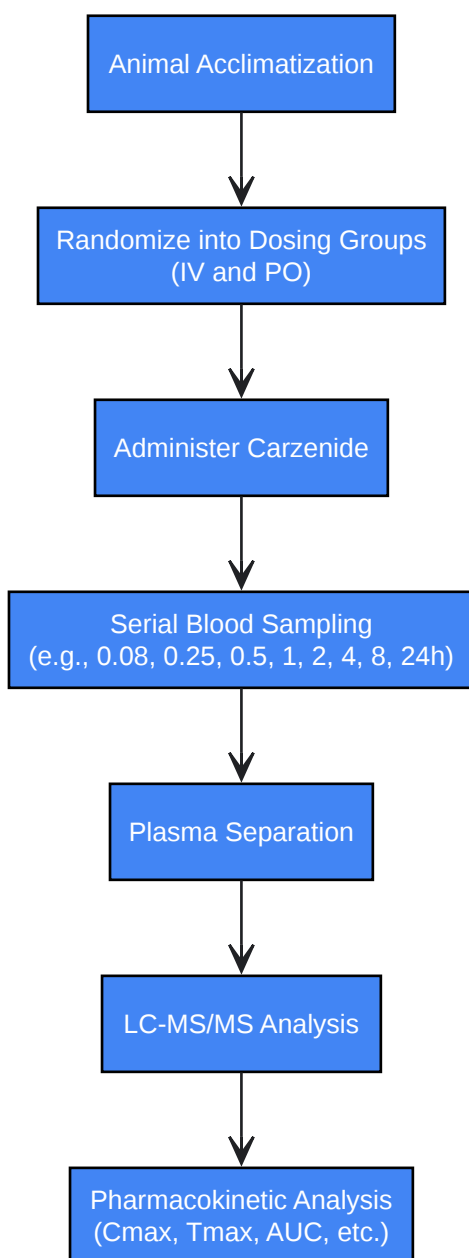 Animal Acclimatization
Randomize into Dosing Groups
(IV and PO)
Administer Carzenide
Serial Blood Sampling
(e.g., 0.08, 0.25, 0.5, 1, 2, 4, 8, 24h)
Plasma Separation
LC-MS/MS Analysis
Pharmacokinetic Analysis
(Cmax, Tmax, AUC, etc.)